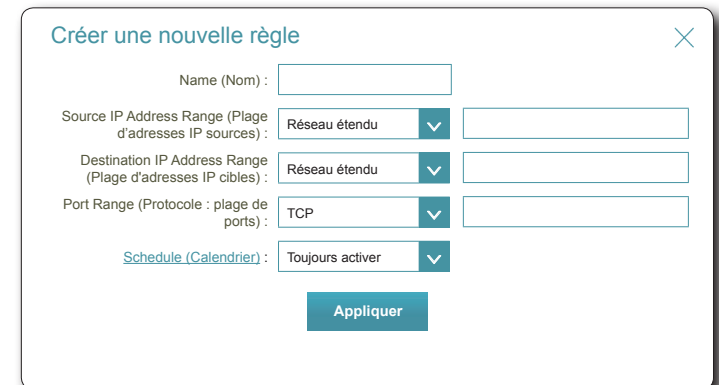 Créer une nouvelle règle
Name (Nom) :
Source IP Address Range (Plage
d'adresses IP sources) :
Réseau étendu
Destination IP Address Range
(Plage d'adresses IP cibles) :
Réseau étendu
Port Range (Protocole : plage de
ports) :
TCP
Schedule (Calendrier) :
Toujours activer
Appliquer